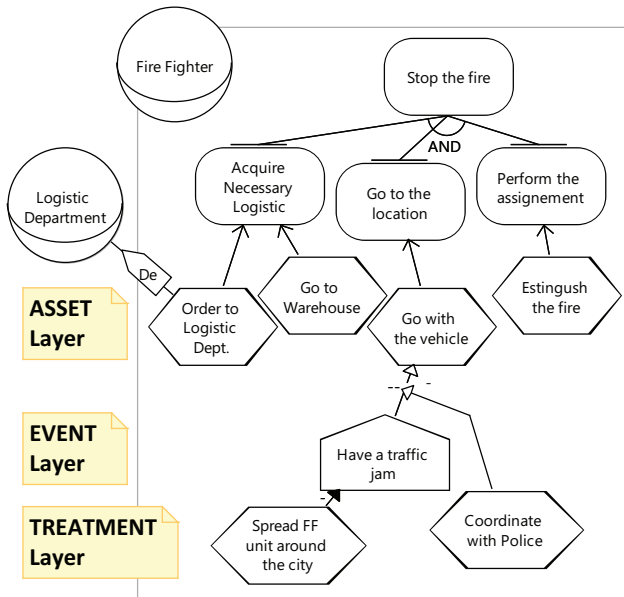 Fire Fighter
Stop the fire
AND
Acquire
Necessary
Logistic
Go to the
location
Perform the
assignement
Logistic
Department
De
Order to
Logistic
Dept.
Go to
Warehouse
Go with
the vehicle
Estingush
the fire
ASSET
Layer
--
-
EVENT
Layer
Have a traffic
jam
-
TREATMENT
Layer
Spread FF
unit around
the city
Coordinate
with Police